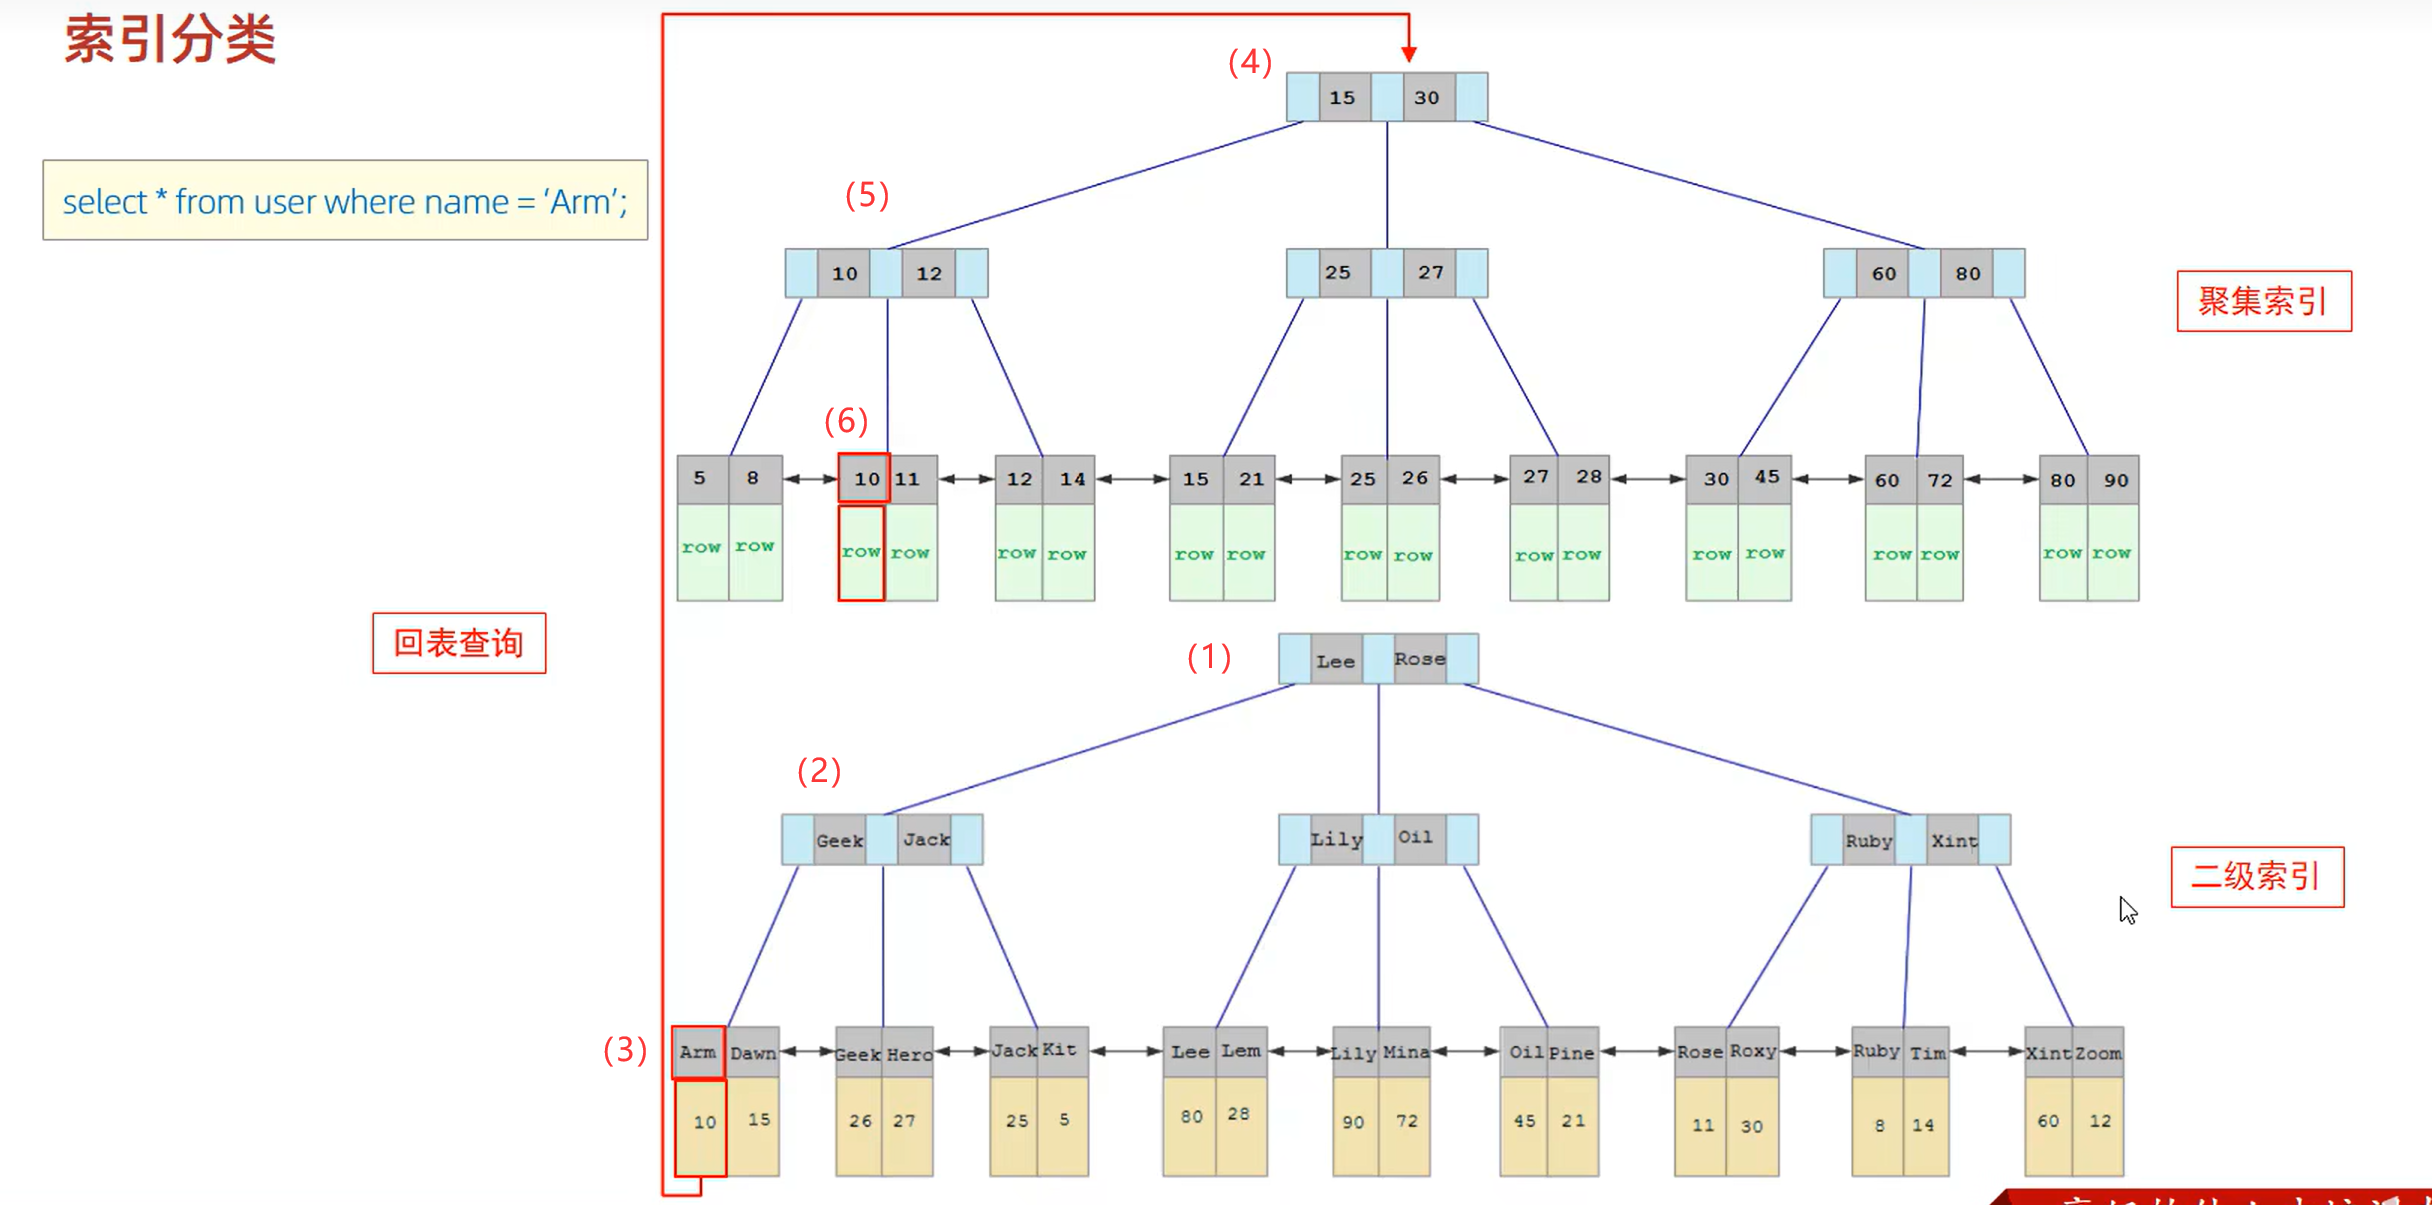 索引分类
select * from user where name = ‘Arm’;
(4)
15 30
(5)
10 12
25 27
60 80
聚集索引
(6)
5 8 10 11 12 14 15 21 25 26 27 28 30 45 60 72 80 90
row row row row row row row row row row row row row row row row row row
回表查询
(1)
Lee Rose
(2)
Geek Jack
Lily Oil
Ruby Xint
二级索引
(3)
Arm Dawn Geek Hero Jack Kit Lee Lem Lily Mina Oil Pine Rose Roxy Ruby Tim Xint Zoom
10 15 26 27 25 5 80 28 90 72 45 21 11 30 8 14 60 12